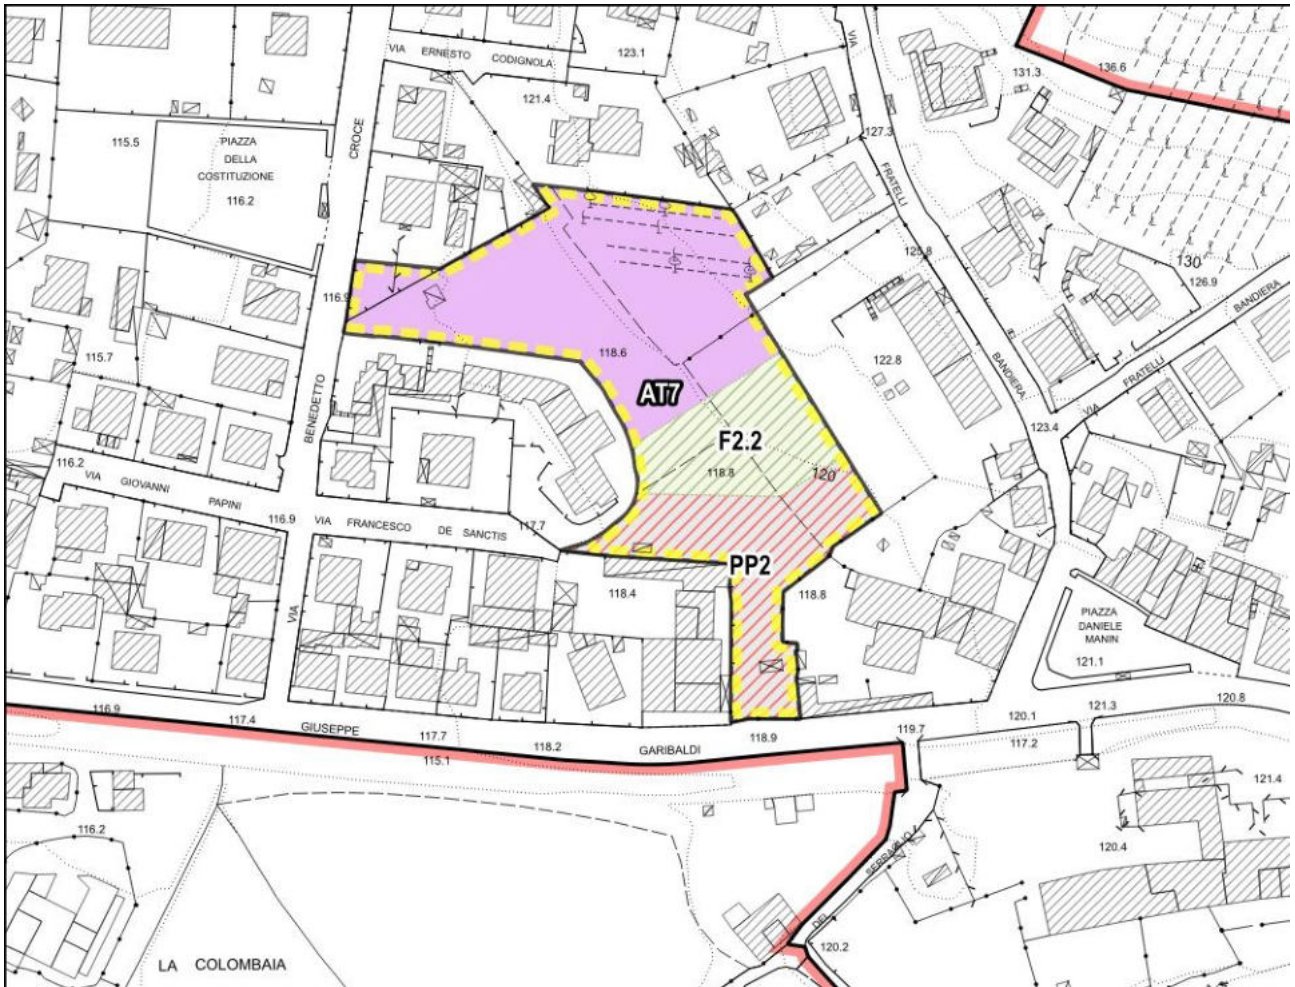 VIA ERNESTO CODIGNOLA
123.1
VIA
136.6
131.3
121.4
127.3
115.5
PIAZZA
DELLA
COSTITUZIONE
116.2
CROCE
FRATELLI
125.8
130
126.9
BANDIERA
116.9
118.6
122.8
115.7
AT7
BANDIERA
FRATELLI
VIA
BENEDETTO
F2.2
118.8
120
123.4
116.2
VIA GIOVANNI PAPINI
116.9
VIA FRANCESCO DE SANCTIS
117.7
PP2
118.4
118.8
VIA
PIAZZA
DANIELE
MANIN
121.1
116.9
117.4
GIUSEPPE
117.7
118.2
GARIBALDI
118.9
119.7
120.1
121.3
120.8
115.1
117.2
121.4
116.2
120.4
SERRAGLIO
DEL
120.2
LA COLOMBAIA